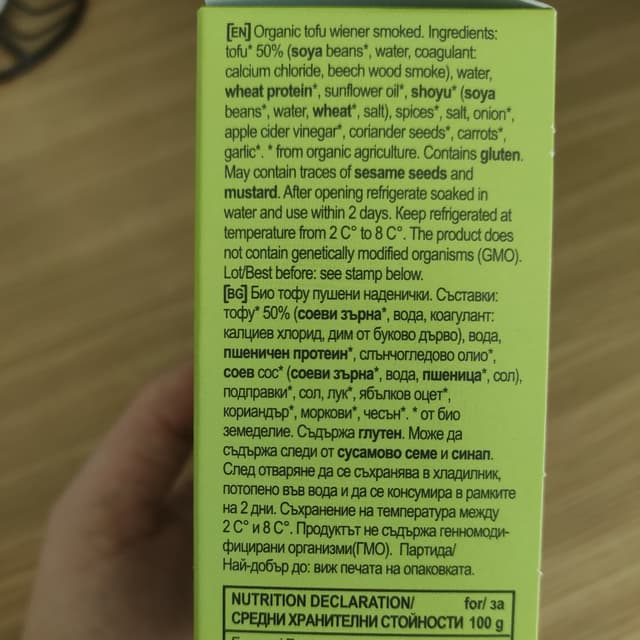 [EN] Organic tofu wiener smoked. Ingredients:
tofu* 50% (soya beans*, water, coagulant:
calcium chloride, beech wood smoke), water,
wheat protein*, sunflower oil*, shoyu* (soya
beans*, water, wheat*, salt), spices*, salt, onion*,
apple cider vinegar*, coriander seeds*, carrots*,
garlic*. * from organic agriculture. Contains gluten.
May contain traces of sesame seeds and
mustard. After opening refrigerate soaked in
water and use within 2 days. Keep refrigerated at
temperature from 2 C° to 8 C°. The product does
not contain genetically modified organisms (GMO).
Lot/Best before: see stamp below.
[BG] Био тофу пушени наденички. Съставки:
тофу* 50% (соеви зърна*, вода, коагулант:
калциев хлорид, дим от буково дърво), вода,
пшеничен протеин*, слънчогледово олио*,
соев сос* (соеви зърна*, вода, пшеница*, сол),
подправки*, сол, лук*, ябълков оцет*,
кориандър*, моркови*, чесън*. * от био
земеделие. Съдържа глутен. Може да
съдържа следи от сусамово семе и синап.
След отваряне да се съхранява в хладилник,
потопено във вода и да се консумира в рамките
на 2 дни. Съхранение на температура между
2 C° и 8 C°. Продуктът не съдържа генномоди-
фицирани организми(ГМО). Партида/
Най-добър до: виж печата на опаковката.
NUTRITION DECLARATION/ for/ за
СРЕДНИ ХРАНИТЕЛНИ СТОЙНОСТИ 100 g